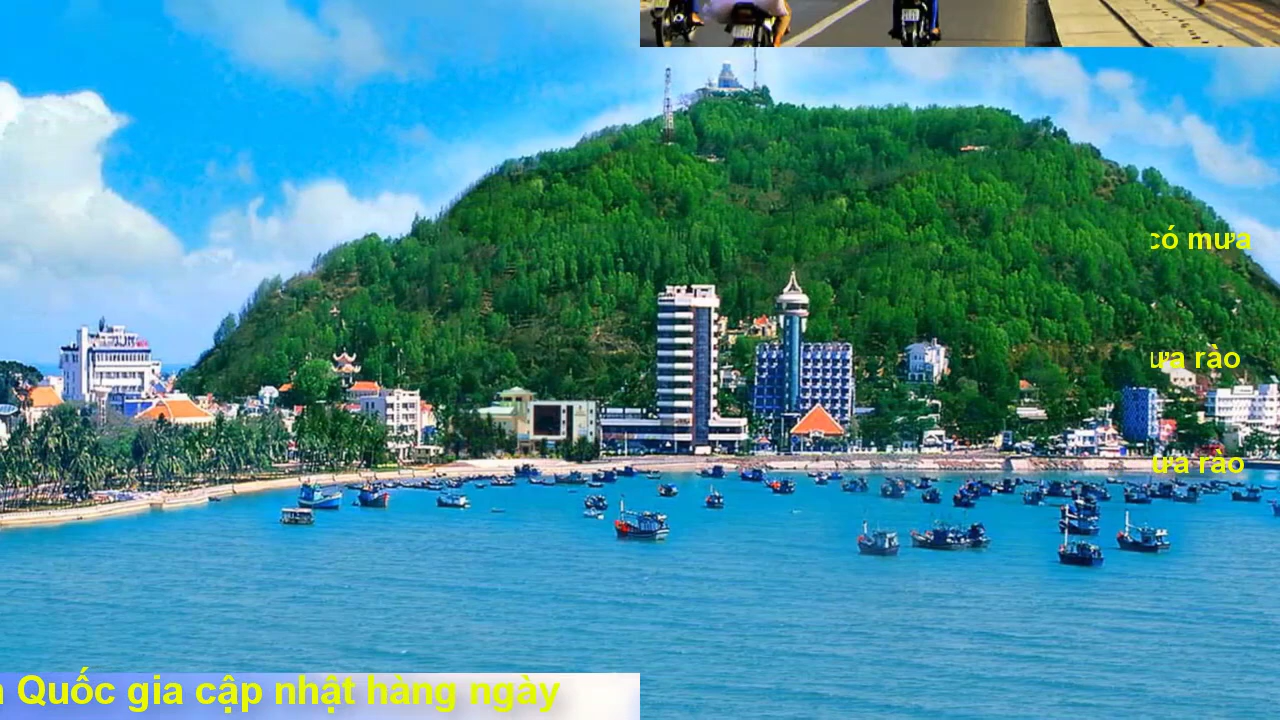 có mưa
ưa rào
ưa rào
Quốc gia cập nhật hàng ngày